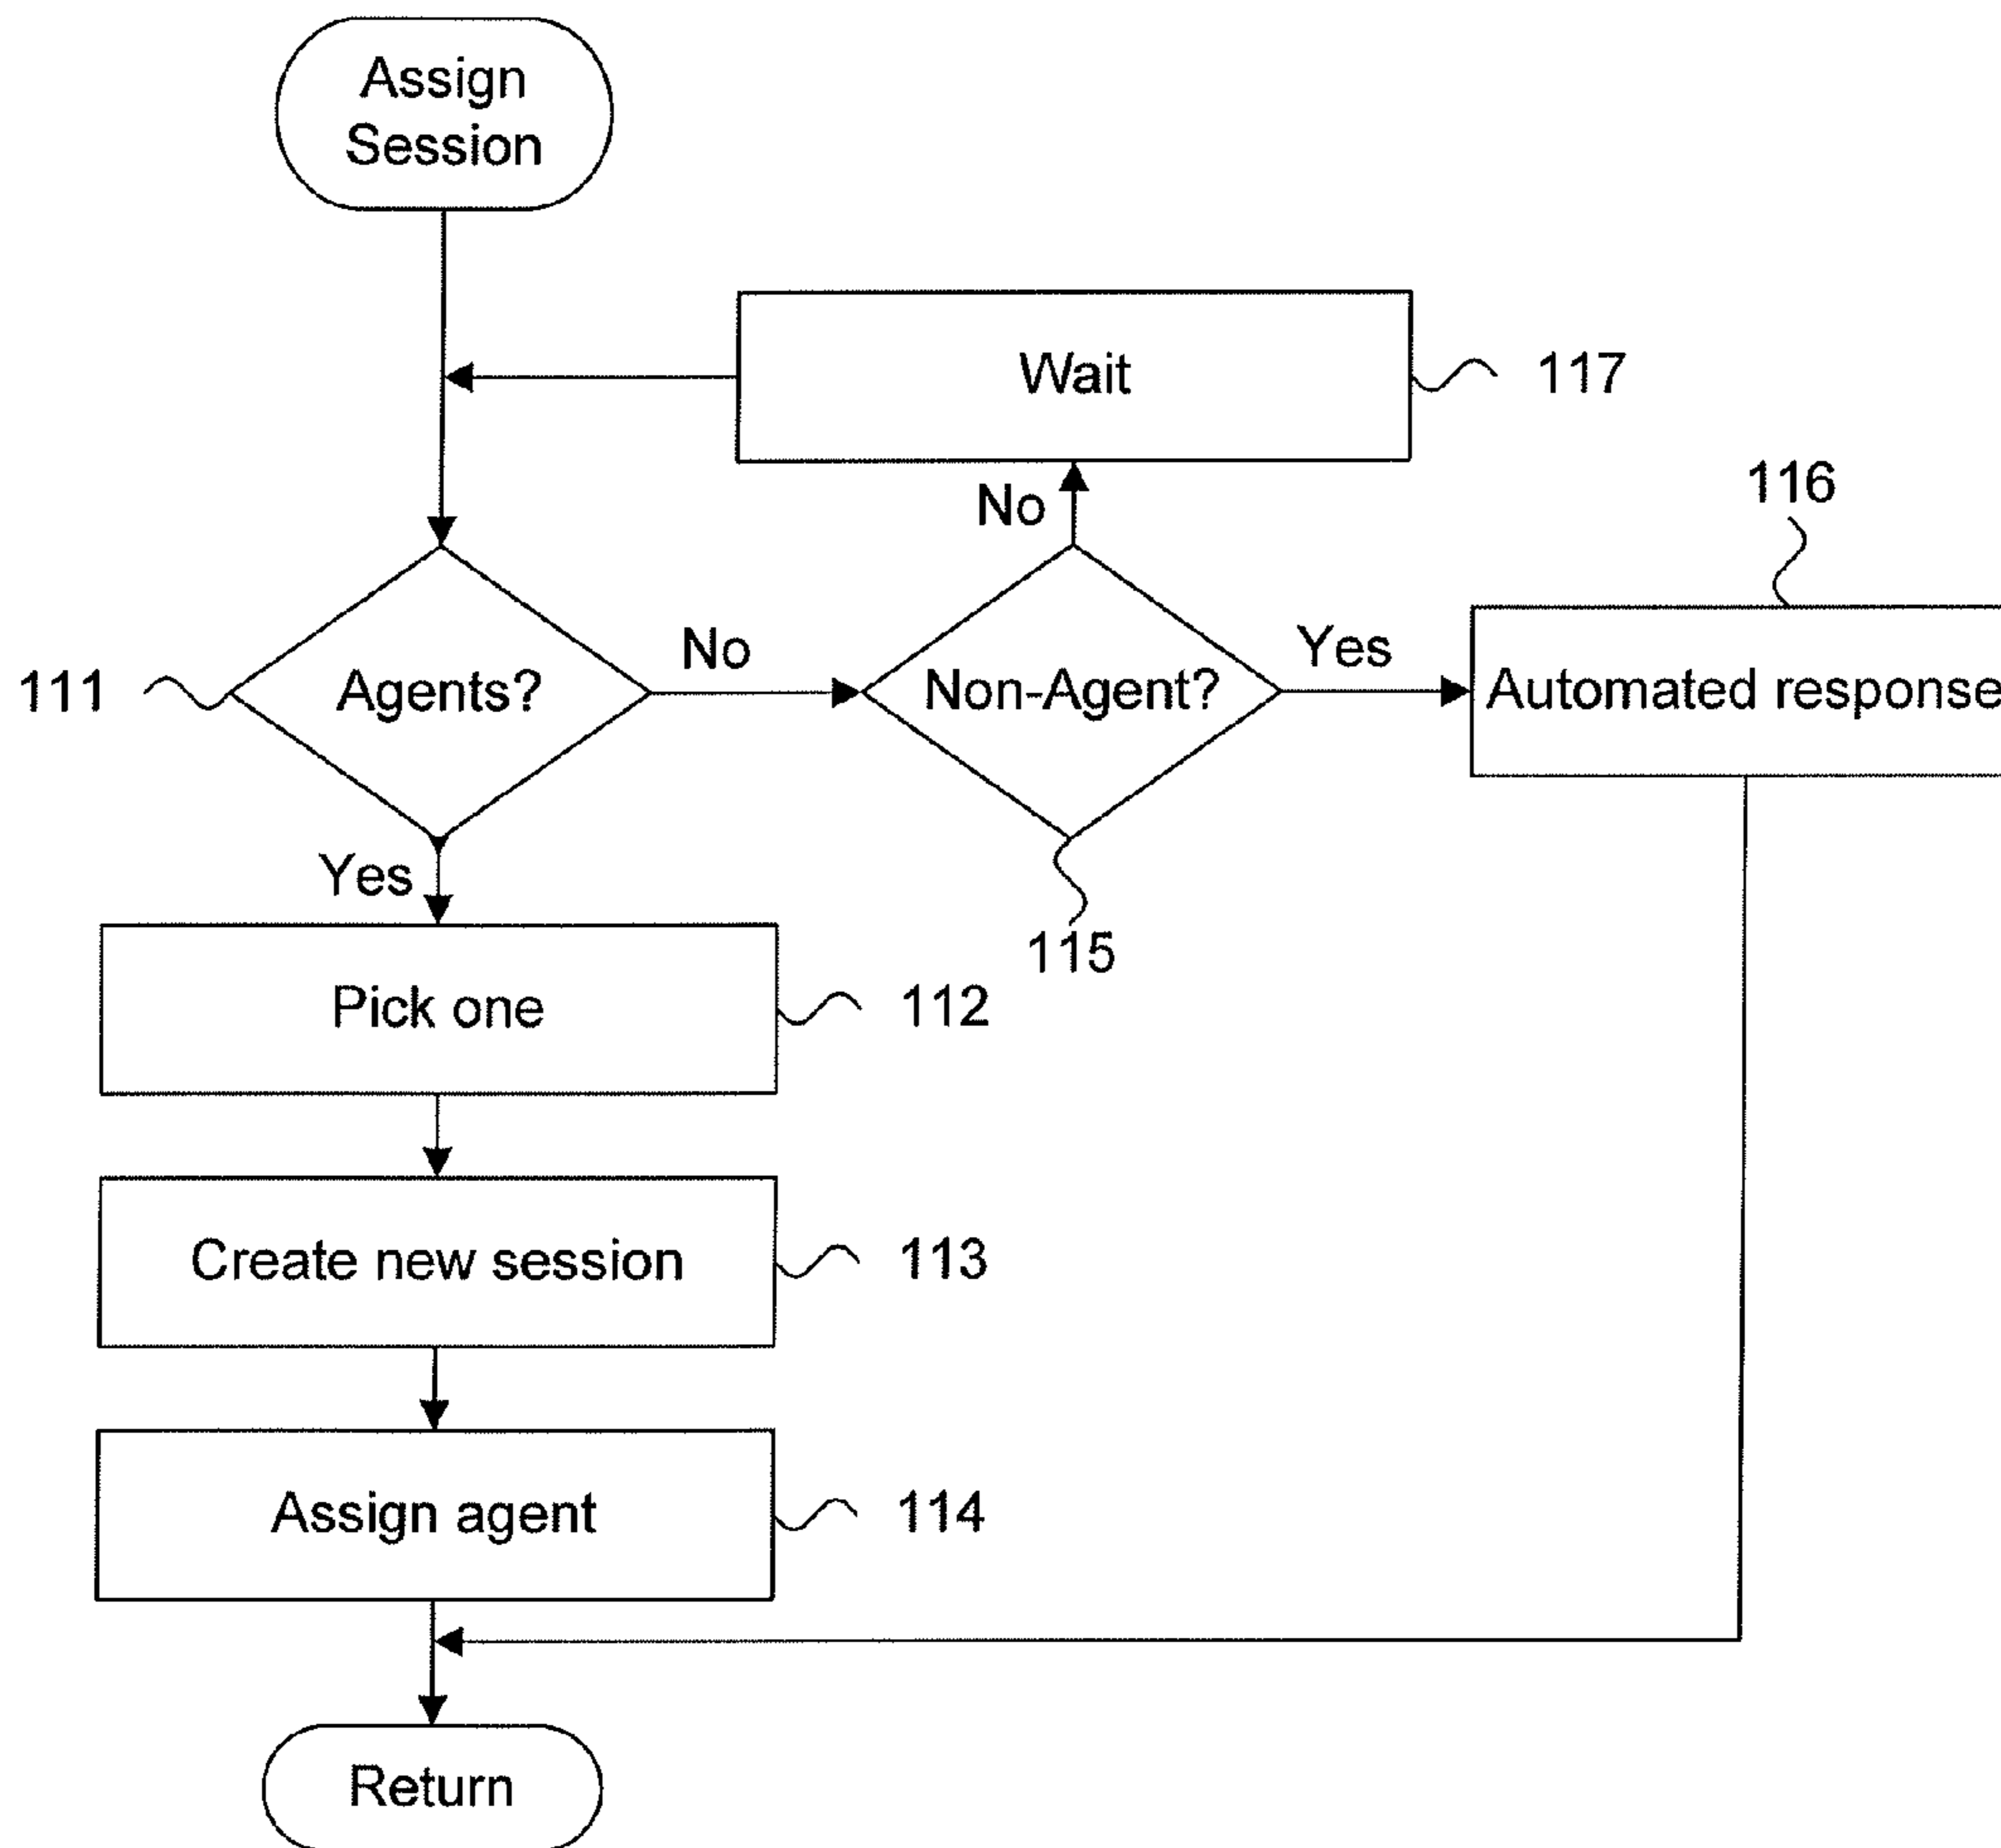 Assign
Session
Wait
117
No
116
111
Agents?
No
Non-Agent?
Yes
Automated response
Yes
115
Pick one
112
Create new session
113
Assign agent
114
Return